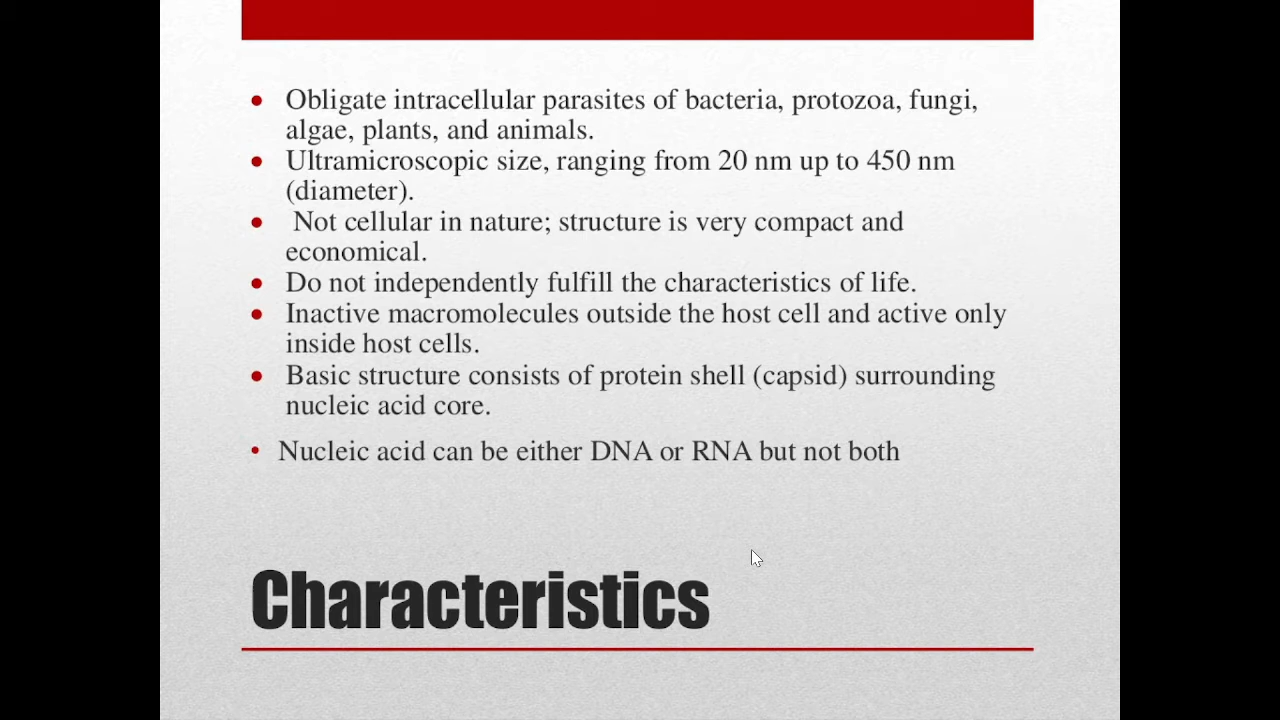 • Obligate intracellular parasites of bacteria, protozoa, fungi,
algae, plants, and animals.
• Ultramicroscopic size, ranging from 20 nm up to 450 nm
(diameter).
• Not cellular in nature; structure is very compact and
economical.
• Do not independently fulfill the characteristics of life.
• Inactive macromolecules outside the host cell and active only
inside host cells.
• Basic structure consists of protein shell (capsid) surrounding
nucleic acid core.
• Nucleic acid can be either DNA or RNA but not both
Characteristics